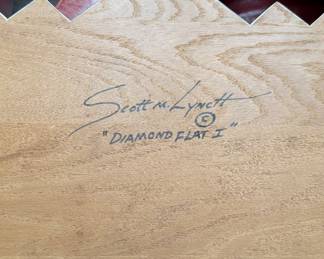 Scott M. Lynch
©
"DIAMOND FLAT I"